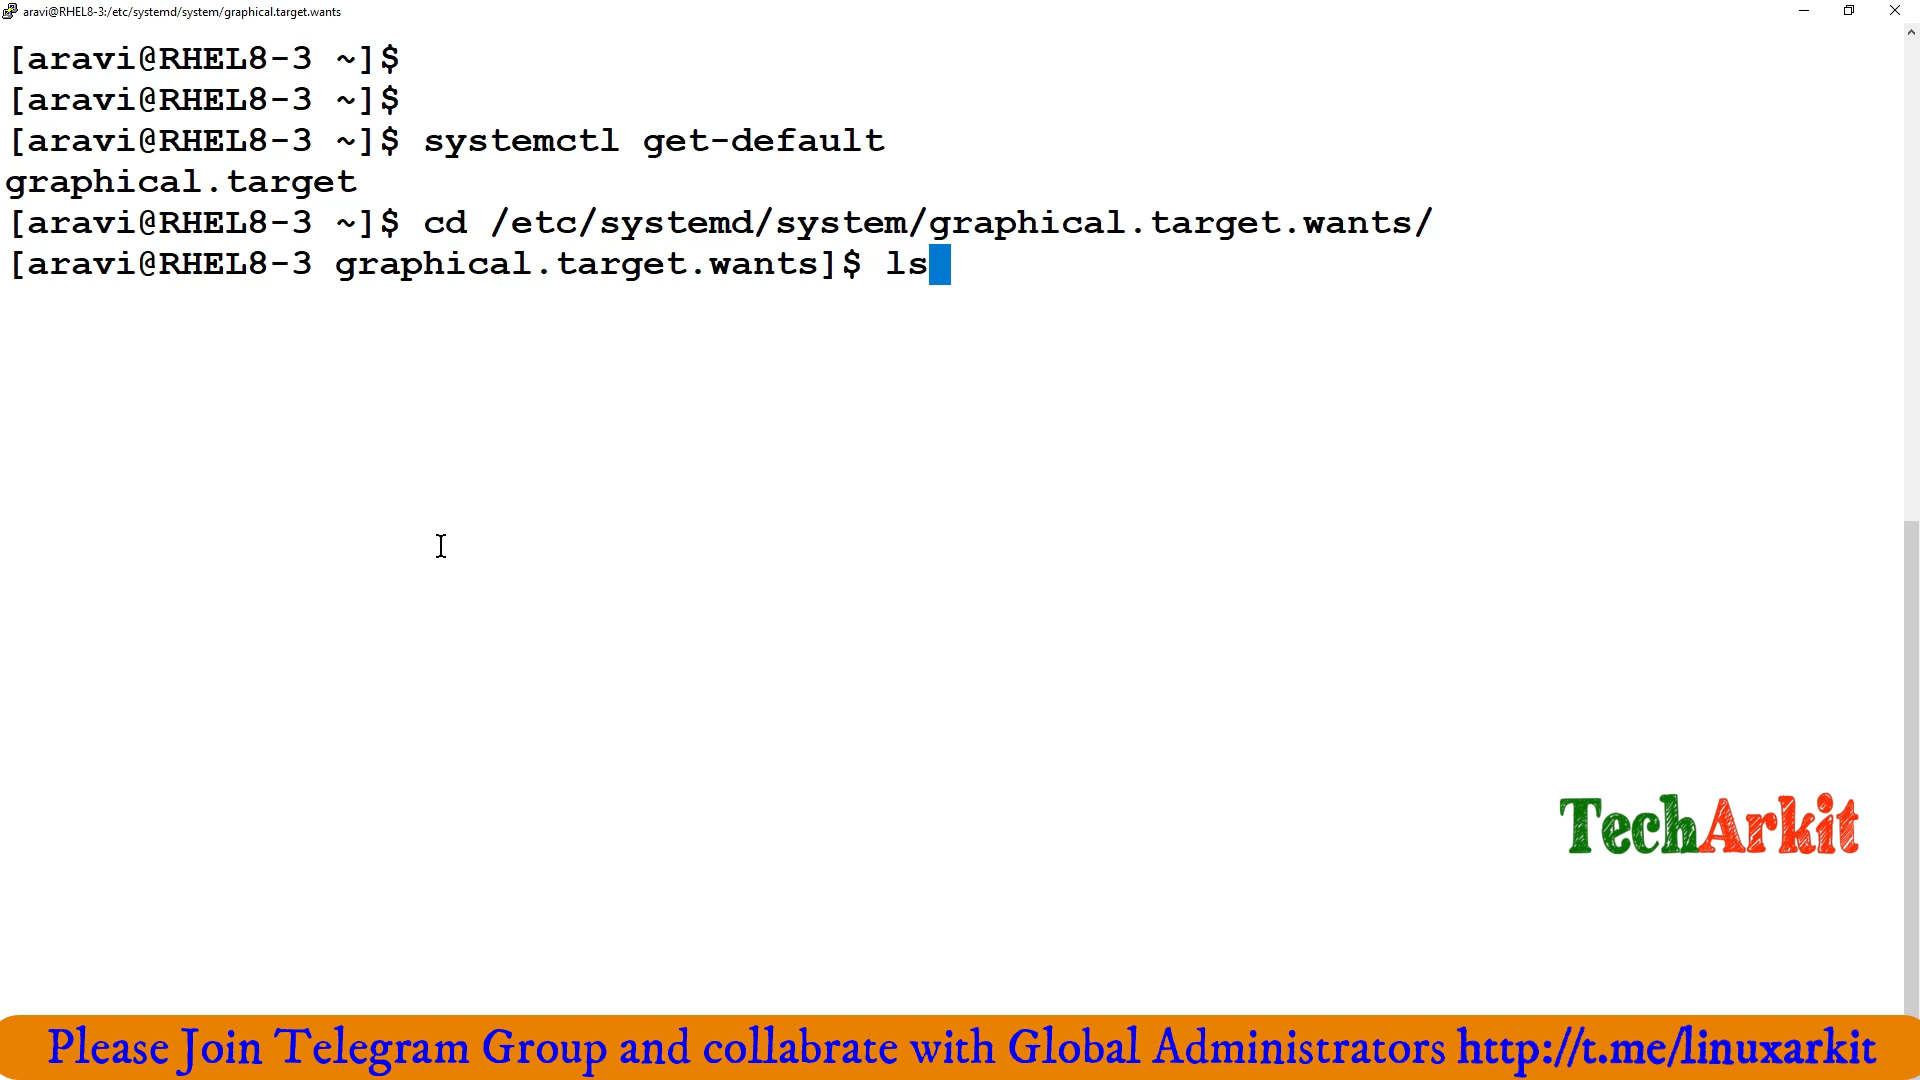 aravi@RHEL8-3:/etc/systemd/system/graphical.target.wants
[aravi@RHEL8-3 ~]$
[aravi@RHEL8-3 ~]$
[aravi@RHEL8-3 ~]$ systemctl get-default
graphical.target
[aravi@RHEL8-3 ~]$ cd /etc/systemd/system/graphical.target.wants/
[aravi@RHEL8-3 graphical.target.wants]$ ls
TechArkit
Please Join Telegram Group and collabrate with Global Administrators http://t.me/linuxarkit